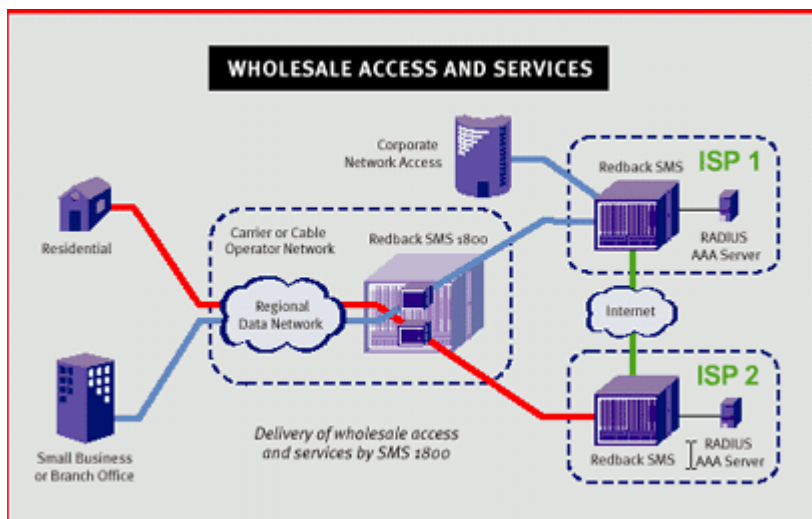 WHOLESALE ACCESS AND SERVICES
Corporate
Network Access
Redback SMS
ISP 1
RADIUS
AAA Server
Residential
Carrier or Cable
Operator Network
Redback SMS 1800
Regional
Data Network
Internet
ISP 2
Redback SMS
RADIUS
AAA Server
Small Business
or Branch Office
Delivery of wholesale access
and services by SMS 1800